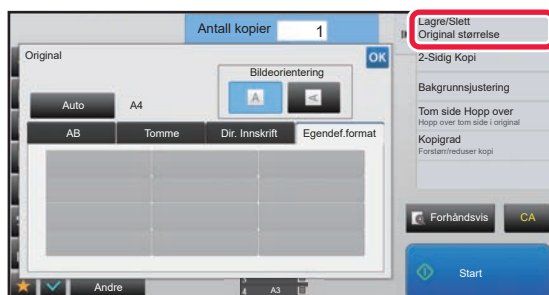 Antall kopier 1
Original
OK
Bildeorientering
A A
Auto A4
AB Tomme Dir. Innskrift Egendef.format
Andre
4 A3
Lagre/Slett
Original størrelse
2-Sidig Kopi
Bakgrunnsjustering
Tom side Hopp over
Hopp over tom side i original
Kopigrad
Forstørr/reduser kopi
Forhåndsvis CA
Start